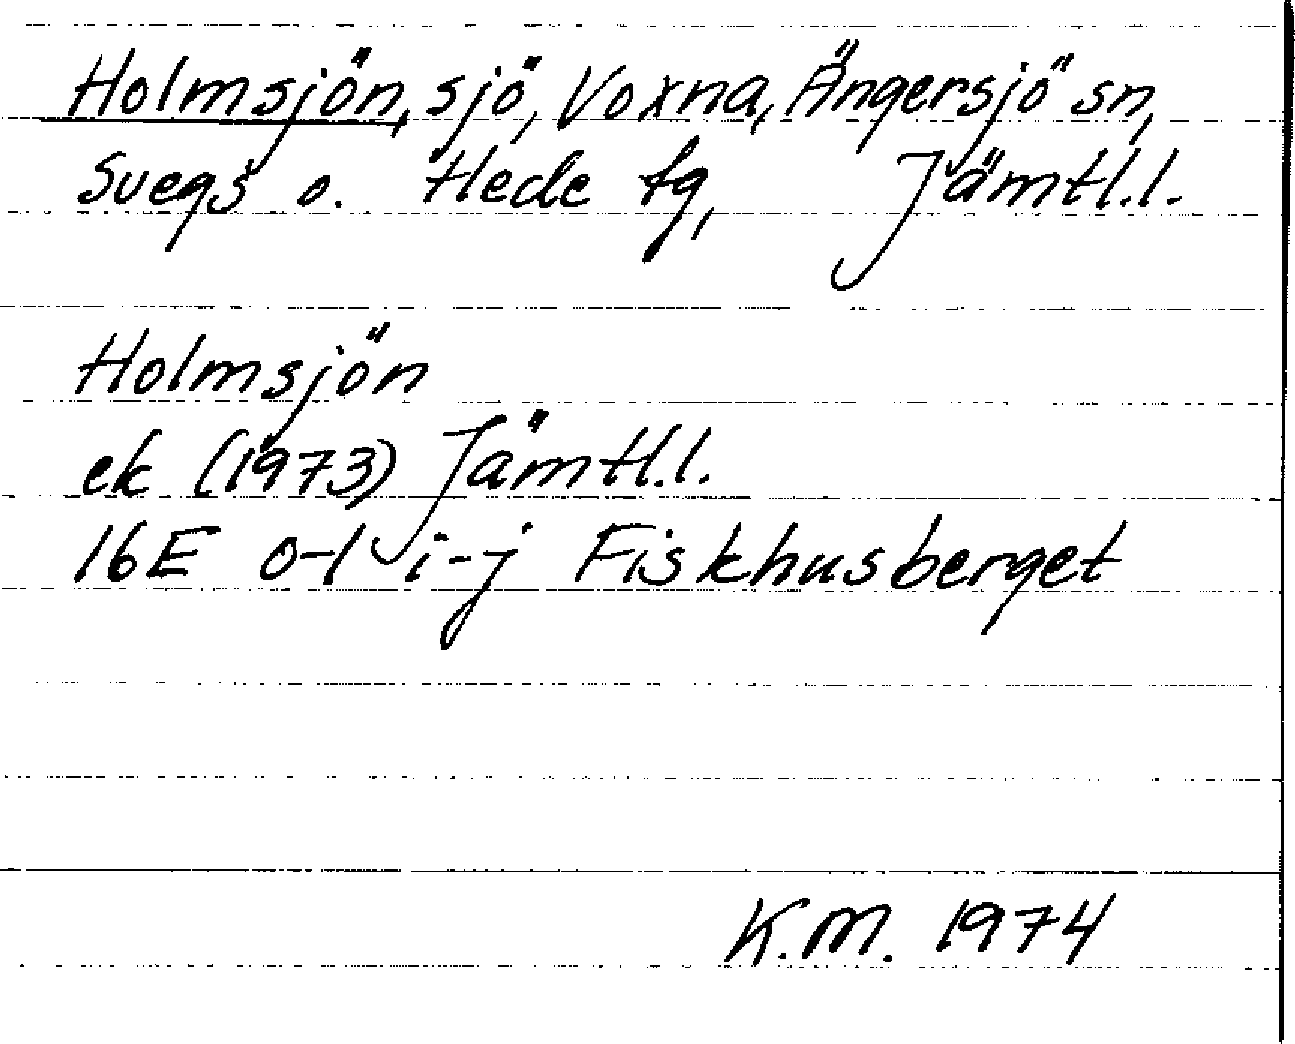 Holmsjön, sjö, Voxna, Ängersjö sn,
Svegs o. Hede tg, Jämtl.l.
Holmsjön
ek (1973) Jämtl.l.
16E 0-1 i-j Fiskhusberget
K.M. 1974